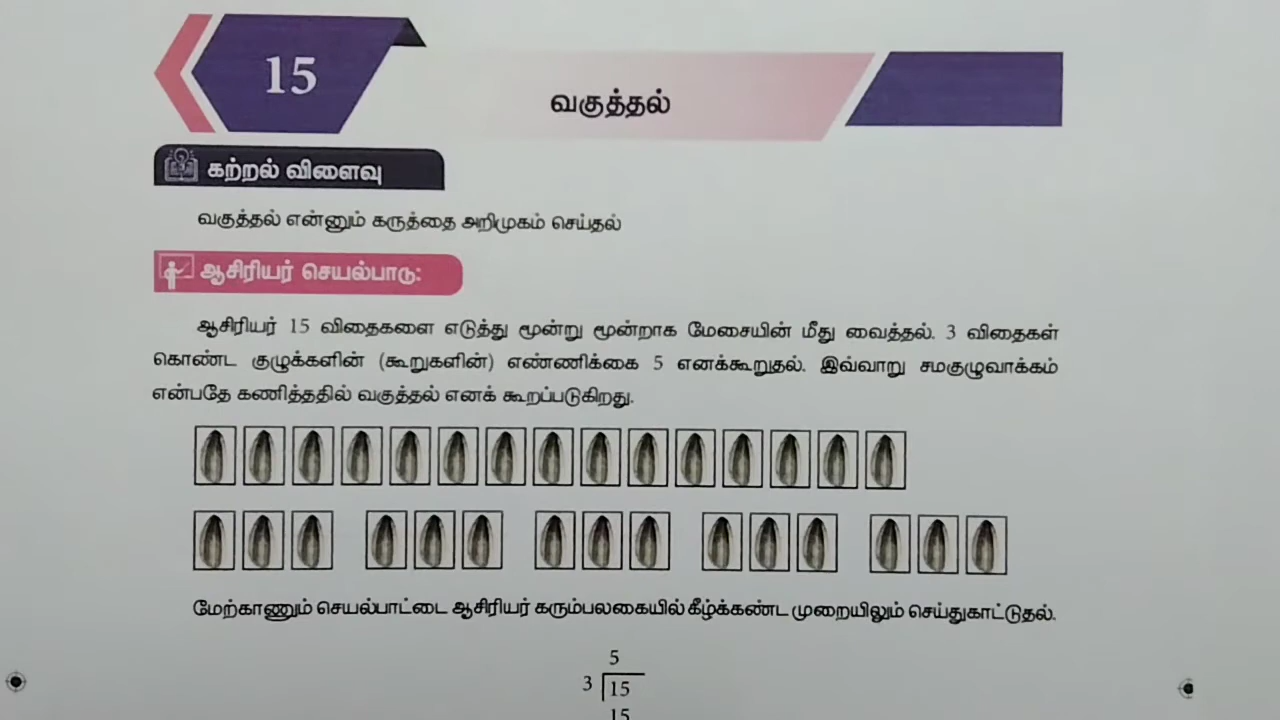 15
வகுத்தல்
கற்றல் விளைவு
வகுத்தல் என்னும் கருத்தை அறிமுகம் செய்தல்
ஆசிரியர் செயல்பாடு:
ஆசிரியர் 15 விதைகளை எடுத்து மூன்று மூன்றாக மேசையின் மீது வைத்தல். 3 விதைகள்
கொண்ட குழுக்களின் (கூறுகளின்) எண்ணிக்கை 5 எனக்கூறுதல். இவ்வாறு சமகுழுவாக்கம்
என்பதே கணித்ததில் வகுத்தல் எனக் கூறப்படுகிறது.
மேற்காணும் செயல்பாட்டை ஆசிரியர் கரும்பலகையில் கீழ்க்கண்ட முறையிலும் செய்துகாட்டுதல்.
5
3 15
15